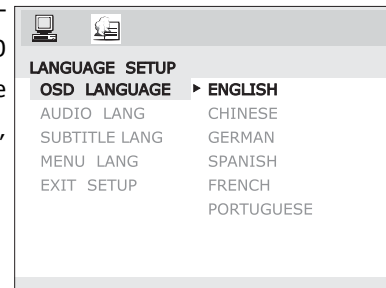 LANGUAGE SETUP
OSD LANGUAGE ENGLISH
AUDIO LANG CHINESE
SUBTITLE LANG GERMAN
MENU LANG SPANISH
EXIT SETUP FRENCH
PORTUGUESE